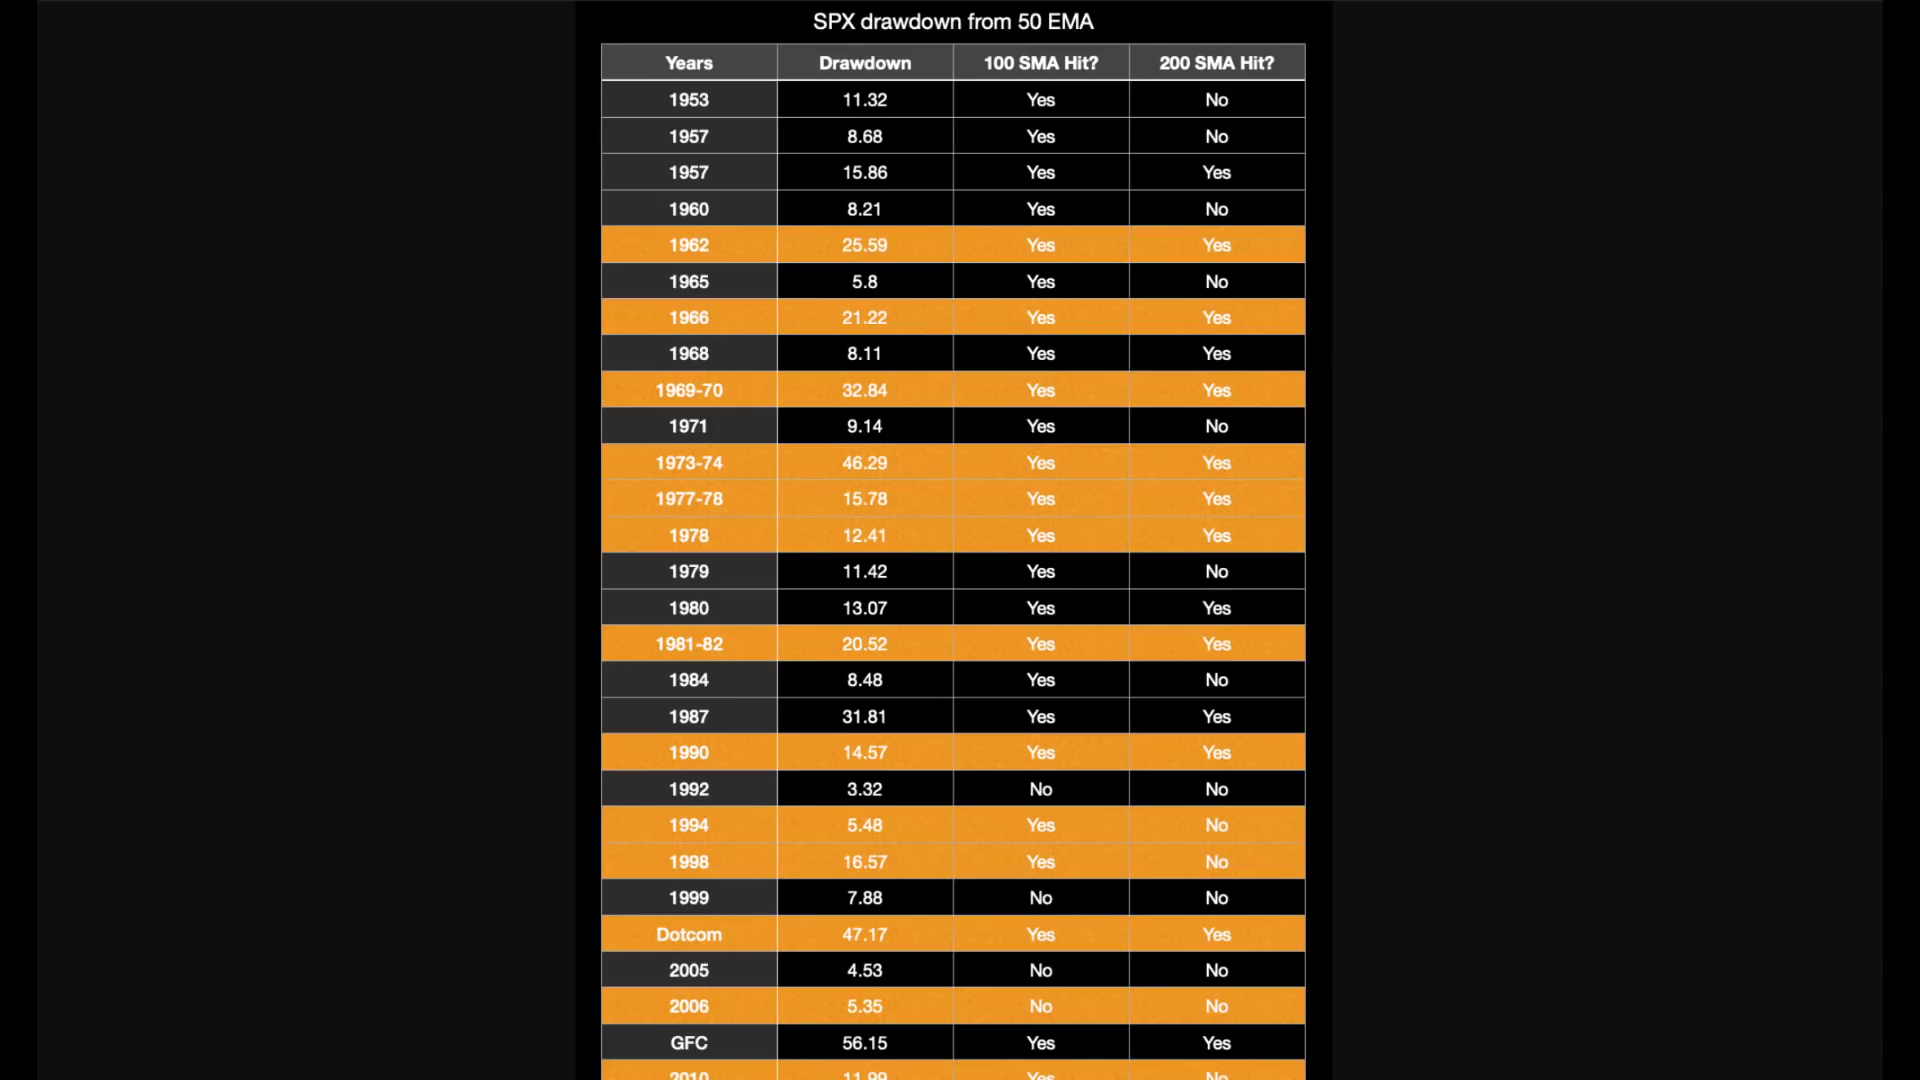 SPX drawdown from 50 EMA
Years Drawdown 100 SMA Hit? 200 SMA Hit?
1953 11.32 Yes No
1957 8.68 Yes No
1957 15.86 Yes Yes
1960 8.21 Yes No
1962 25.59 Yes Yes
1965 5.8 Yes No
1966 21.22 Yes Yes
1968 8.11 Yes Yes
1969-70 32.84 Yes Yes
1971 9.14 Yes No
1973-74 46.29 Yes Yes
1977-78 15.78 Yes Yes
1978 12.41 Yes Yes
1979 11.42 Yes No
1980 13.07 Yes Yes
1981-82 20.52 Yes Yes
1984 8.48 Yes No
1987 31.81 Yes Yes
1990 14.57 Yes Yes
1992 3.32 No No
1994 5.48 Yes No
1998 16.57 Yes No
1999 7.88 No No
Dotcom 47.17 Yes Yes
2005 4.53 No No
2006 5.35 No No
GFC 56.15 Yes Yes
2010 11.99 Yes No